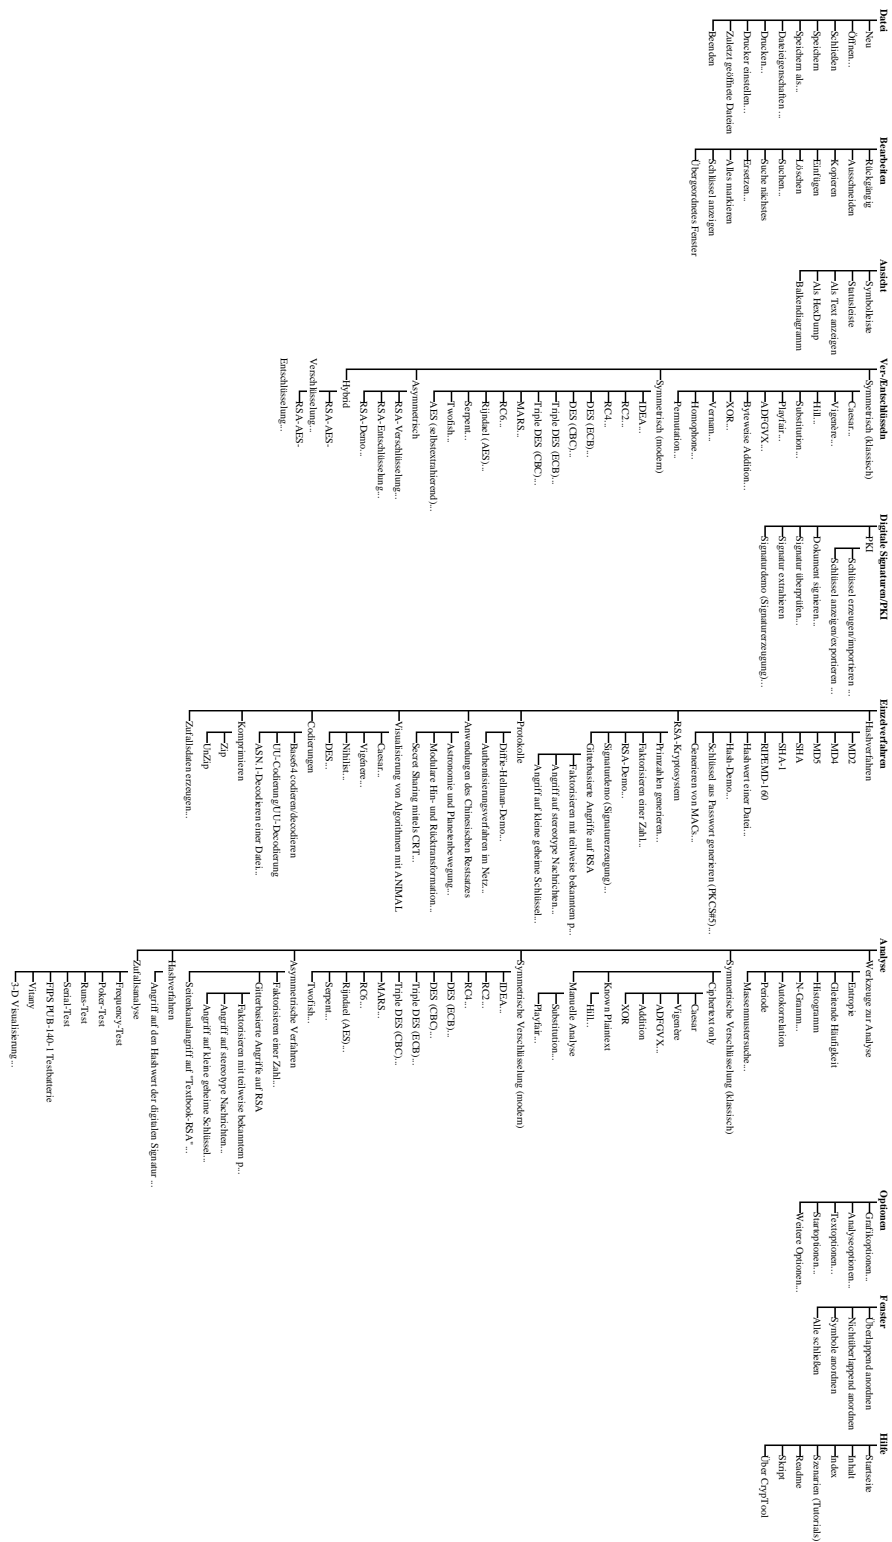 Datei
Neu
Öffnen...
Schließen
Speichern
Speichern als...
Dateieigenschaften ...
Drucken...
Drucker einstellen...
Zuletzt geöffnete Dateien
Beenden
Bearbeiten
Rückgängig
Ausschneiden
Kopieren
Einfügen
Löschen
Suchen...
Suche nächstes
Ersetzen...
Alles markieren
Schlüssel anzeigen
Übergeordnetes Fenster
Ansicht
Symbolleiste
Statusleiste
Als Text anzeigen
Als HexDump
Balkendiagramm
Ver-/Entschlüsseln
Symmetrisch (klassisch)
Caesar...
Vigenère...
Hill...
Substitution...
Playfair...
ADFGVX...
Byteweise Addition...
XOR...
Vernam...
Homophone...
Permutation...
Symmetrisch (modern)
IDEA...
RC2...
RC4...
DES (ECB)...
DES (CBC)...
Triple DES (ECB)...
Triple DES (CBC)...
MARS...
RC6...
Rijndael (AES)...
Serpent...
Twofish...
AES (selbstextrahierend)...
Asymmetrisch
RSA-Verschlüsselung...
RSA-Entschlüsselung...
RSA-Demo...
Hybrid
RSA-AES-
Verschlüsselung...
RSA-AES-
Entschlüsselung...
Digitale Signaturen/PKI
PKI
Schlüssel erzeugen/importieren ...
Schlüssel anzeigen/exportieren ...
Dokument signieren...
Signatur überprüfen...
Signatur extrahieren
Signaturdemo (Signaturerzeugung)...
Einzelverfahren
Hashverfahren
MD2
MD4
MD5
SHA
SHA-1
RIPEMD-160
Hashwert einer Datei...
Hash-Demo...
Schlüssel aus Passwort generieren (PKCS#5)...
Generieren von MACs...
RSA-Kryptosystem
Primzahlen generieren...
Faktorisieren einer Zahl...
RSA-Demo...
Signaturdemo (Signaturerzeugung)...
Gitterbasierte Angriffe auf RSA
Faktorisieren mit teilweise bekanntem p...
Angriff auf stereotype Nachrichten...
Angriff auf kleine geheime Schlüssel...
Protokolle
Diffie-Hellman-Demo...
Authentisierungsverfahren im Netz...
Anwendungen des Chinesischen Restsatzes
Astronomie und Planetenbewegung...
Modulare Hin- und Rücktransformation...
Secret Sharing mittels CRT...
Visualisierung von Algorithmen mit ANIMAL
Caesar...
Vigenère...
Nihilist...
DES...
Codierungen
Base64 codieren/decodieren
UU-Codierung/UU-Decodierung
ASN.1-Decodieren einer Datei...
Komprimieren
Zip
UnZip
Zufallsdaten erzeugen...
Analyse
Werkzeuge zur Analyse
Entropie
Gleitende Häufigkeit
Histogramm
N-Gramm...
Autokorrelation
Periode
Massenmustersuche...
Symmetrische Verschlüsselung (klassisch)
Ciphertext only
Caesar
Vigenère
ADFGVX...
Addition
XOR
Known Plaintext
Hill...
Manuelle Analyse
Substitution...
Playfair...
Symmetrische Verschlüsselung (modern)
IDEA...
RC2...
RC4...
DES (ECB)...
DES (CBC)...
Triple DES (ECB)...
Triple DES (CBC)...
MARS...
RC6...
Rijndael (AES)...
Serpent...
Twofish...
Asymmetrische Verfahren
Faktorisieren einer Zahl...
Gitterbasierte Angriffe auf RSA
Faktorisieren mit teilweise bekanntem p...
Angriff auf stereotype Nachrichten...
Angriff auf kleine geheime Schlüssel...
Seitenkanalangriff auf "Textbook-RSA" ...
Hashverfahren
Angriff auf den Hashwert der digitalen Signatur ...
Zufallsanalyse
Frequency-Test
Poker-Test
Runs-Test
Serial-Test
FIPS PUB-140-1 Testbatterie
Vitany
3-D Visualisierung...
Optionen
Grafikoptionen...
Analyseoptionen...
Textoptionen...
Startoptionen...
Weitere Optionen...
Fenster
Überlappend anordnen
Nichtüberlappend anordnen
Symbole anordnen
Alle schließen
Hilfe
Startseite
Inhalt
Index
Szenarien (Tutorials)
Readme
Skript
Über CrypTool